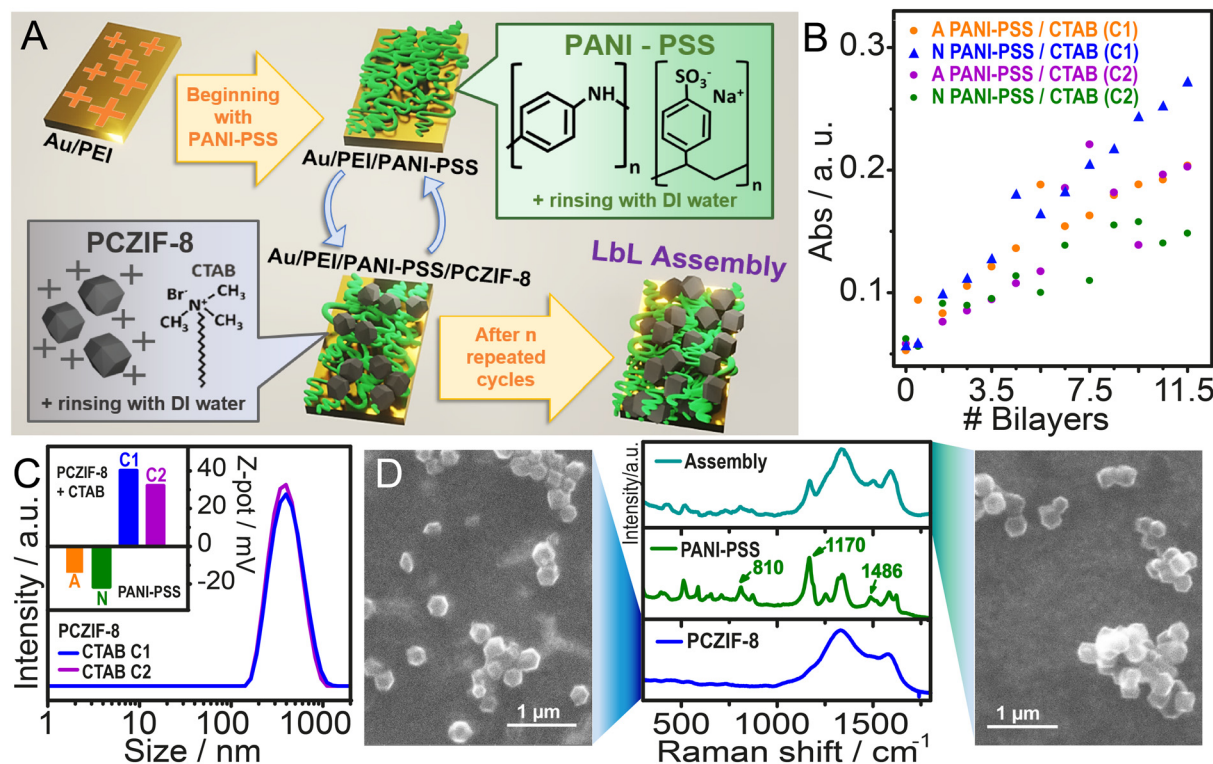 A
Au/PEI
Beginning
with
PANI-PSS
Au/PEI/PANI-PSS
PANI - PSS
NH
n
SO3-
Na+
n
+ rinsing with DI water
PCZIF-8
CTAB
Br-
N+
CH3
CH3
CH3
+ rinsing with DI water
Au/PEI/PANI-PSS/PCZIF-8
After n
repeated
cycles
LbL Assembly
B
A PANI-PSS / CTAB (C1)
N PANI-PSS / CTAB (C1)
A PANI-PSS / CTAB (C2)
N PANI-PSS / CTAB (C2)
Abs / a. u.
0.3
0.2
0.1
0
3.5
7.5
11.5
# Bilayers
C
PCZIF-8
+ CTAB
C1
C2
A
N
PANI-PSS
40
20
0
-20
Z-pot / mV
PCZIF-8
CTAB C1
CTAB C2
Intensity / a.u.
1
10
100
1000
Size / nm
D
1 µm
Intensity/a.u.
Assembly
PANI-PSS
810
1170
1486
PCZIF-8
500
1000
1500
Raman shift / cm-1
1 µm